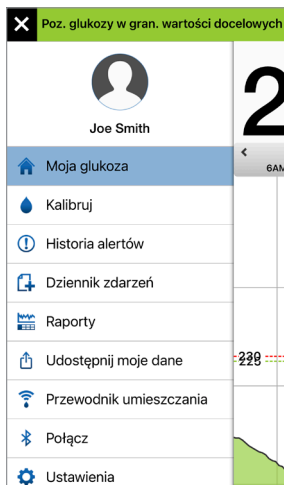 Poz. glukozy w gran. wartości docelowych
Joe Smith
2
Moja glukoza
6AM
Kalibruj
Historia alertów
Dziennik zdarzeń
Raporty
Udostępnij moje dane
230
225
Przewodnik umieszczania
Połącz
Ustawienia